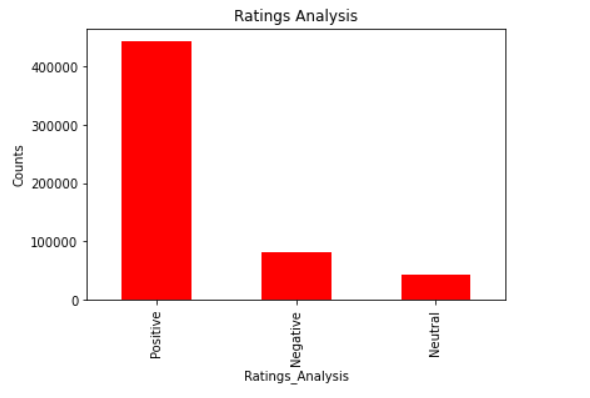 Ratings Analysis
400000
300000
200000
100000
0
Counts
Positive
Negative
Neutral
Ratings_Analysis